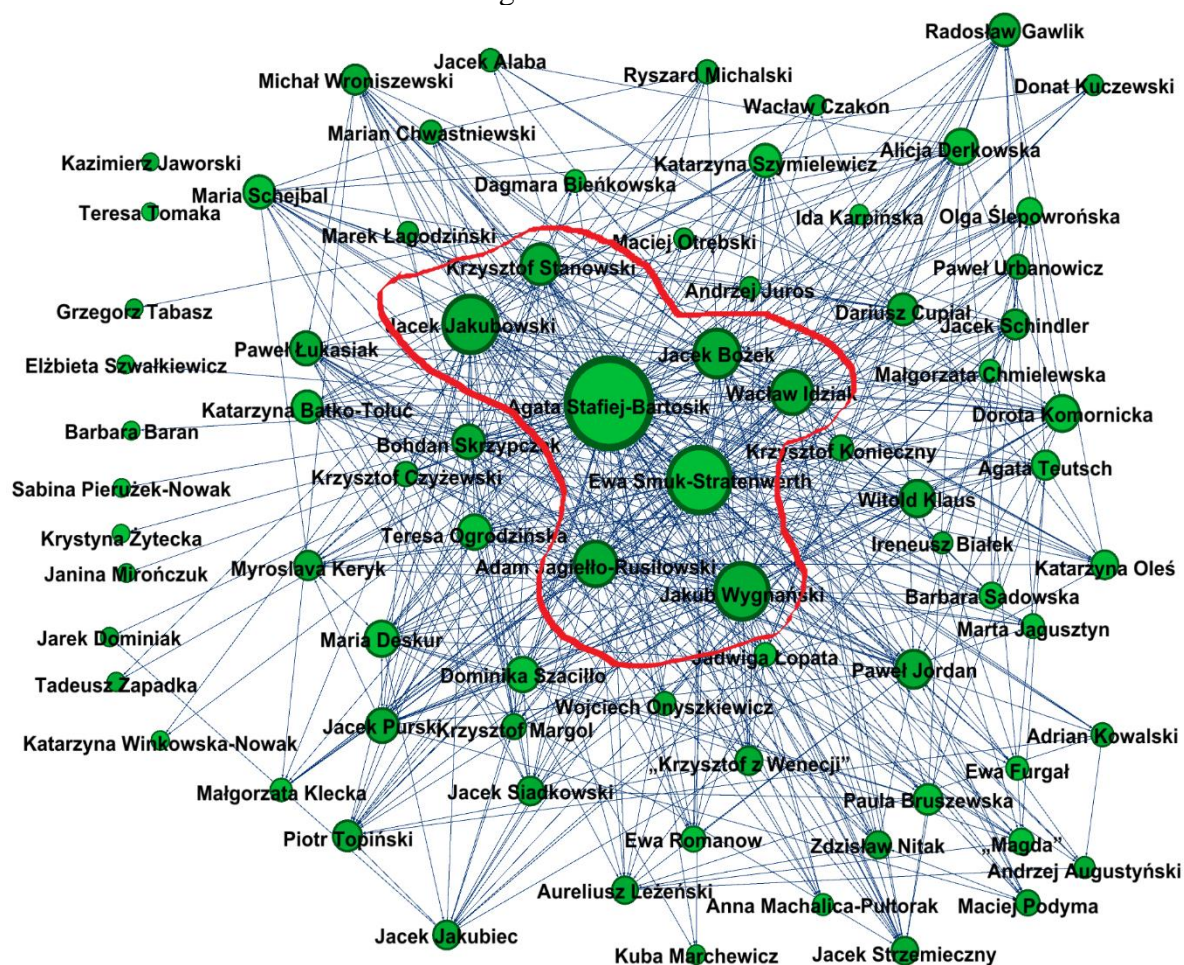 Radosław Gawlik
Jacek Ałaba
Michał Wroniszewski
Ryszard Michalski
Donat Kuczewski
Wacław Czakon
Marian Chwastniewski
Alicja Derkowska
Kazimierz Jaworski
Katarzyna Szymielewicz
Dagmara Bieńkowska
Maria Schejbal
Teresa Tomaka
Ida Karpińska
Olga Ślepowrońska
Marek Łagodziński
Maciej Otrębski
Krzysztof Stanowski
Paweł Urbanowicz
Andrzej Juros
Grzegorz Tabasz
Dariusz Cupiał
Jacek Jakubowski
Jacek Schindler
Paweł Łukasiak
Jacek Bożek
Elżbieta Szwałkiewicz
Małgorzata Chmielewska
Wacław Idziak
Agata Stafiej-Bartosik
Katarzyna Batko-Tołuć
Dorota Komornicka
Barbara Baran
Bohdan Skrzypczak
Krzysztof Konieczny
Agata Teutsch
Krzysztof Czyżewski
Ewa Smuk-Stratenwerth
Sabina Pierużek-Nowak
Witold Klaus
Teresa Ogrodzińska
Krystyna Żytecka
Ireneusz Białek
Adam Jagiełło-Rusiłowski
Katarzyna Oleś
Janina Mirończuk
Myroslava Keryk
Jakub Wygnański
Barbara Sadowska
Marta Jagusztyn
Jarek Dominiak
Maria Deskur
Jadwiga Łopata
Paweł Jordan
Dominika Szaciłło
Tadeusz Zapadka
Wojciech Onyszkiewicz
Jacek Purski
Krzysztof Margol
Adrian Kowalski
Katarzyna Winkowska-Nowak
„Krzysztof z Wenecji”
Ewa Furgał
Małgorzata Klecka
Jacek Siadkowski
Paula Bruszewska
Piotr Topiński
Ewa Romanow
Zdzisław Nitak
„Magda”
Andrzej Augustyński
Aureliusz Leżeński
Anna Machalica-Pułtorak
Maciej Podyma
Jacek Jakubiec
Kuba Marchewicz
Jacek Strzemieczny